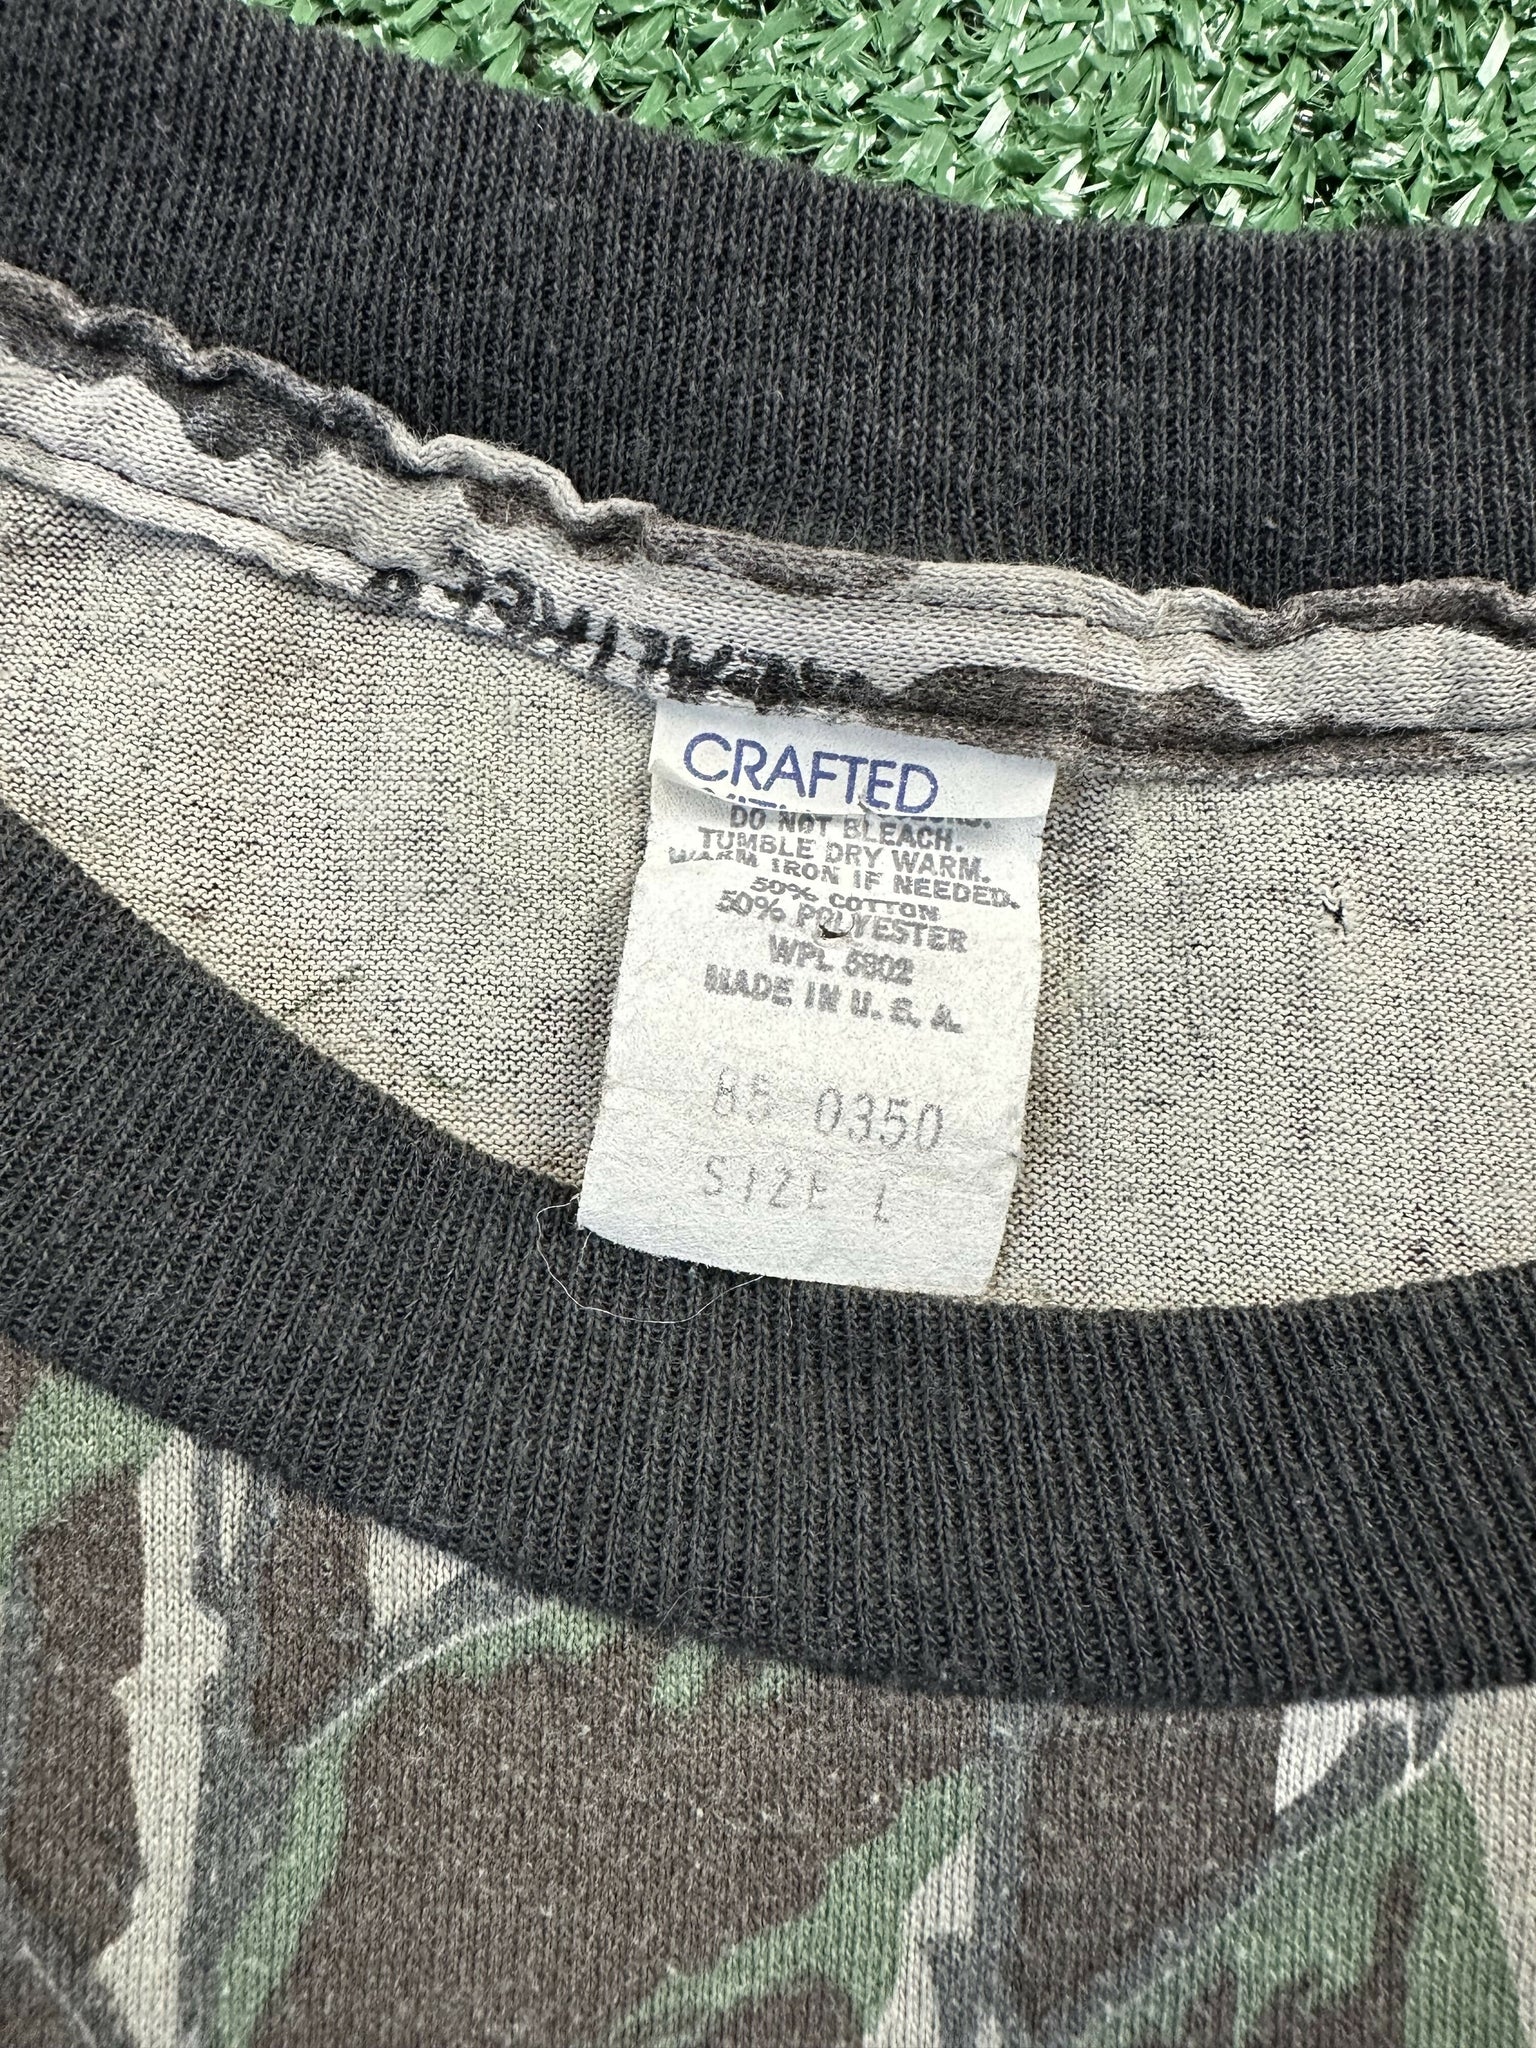 CRAFTED
DO NOT BLEACH.
TUMBLE DRY WARM.
WARM IRON IF NEEDED.
50% COTTON
50% POLYESTER
WPL 5902
MADE IN U.S.A.
85 0350
SIZE L